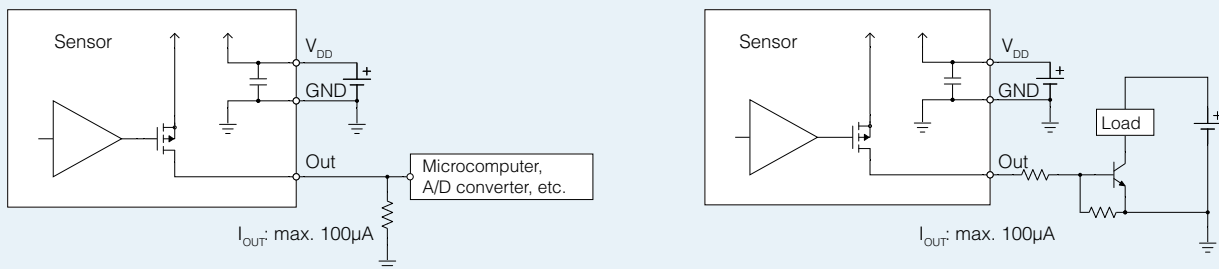 Sensor
V_DD
+
GND
Out
Microcomputer,
A/D converter, etc.
I_OUT: max. 100µA
Sensor
V_DD
+
GND
Load
+
Out
I_OUT: max. 100µA